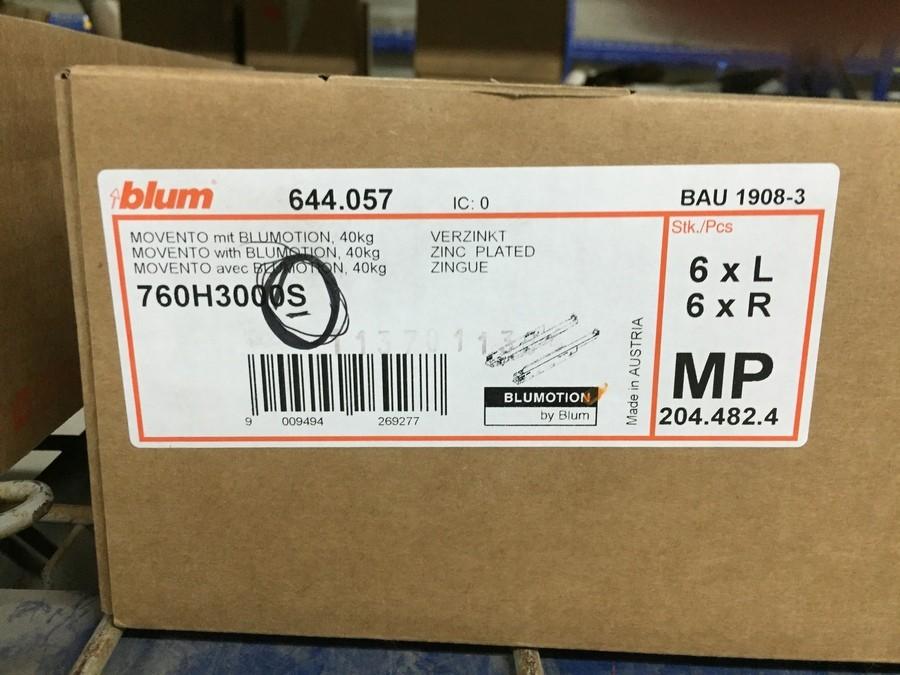 blum 644.057 IC: 0 BAU 1908-3
MOVENTO mit BLUMOTION, 40kg VERZINKT
MOVENTO with BLUMOTION, 40kg ZINC PLATED
MOVENTO avec BLUMOTION, 40kg ZINGUE
760H3000S
Stk./Pcs
6 x L
6 x R
MP
204.482.4
Made in AUSTRIA
BLUMOTION
by Blum
9 009494 269277